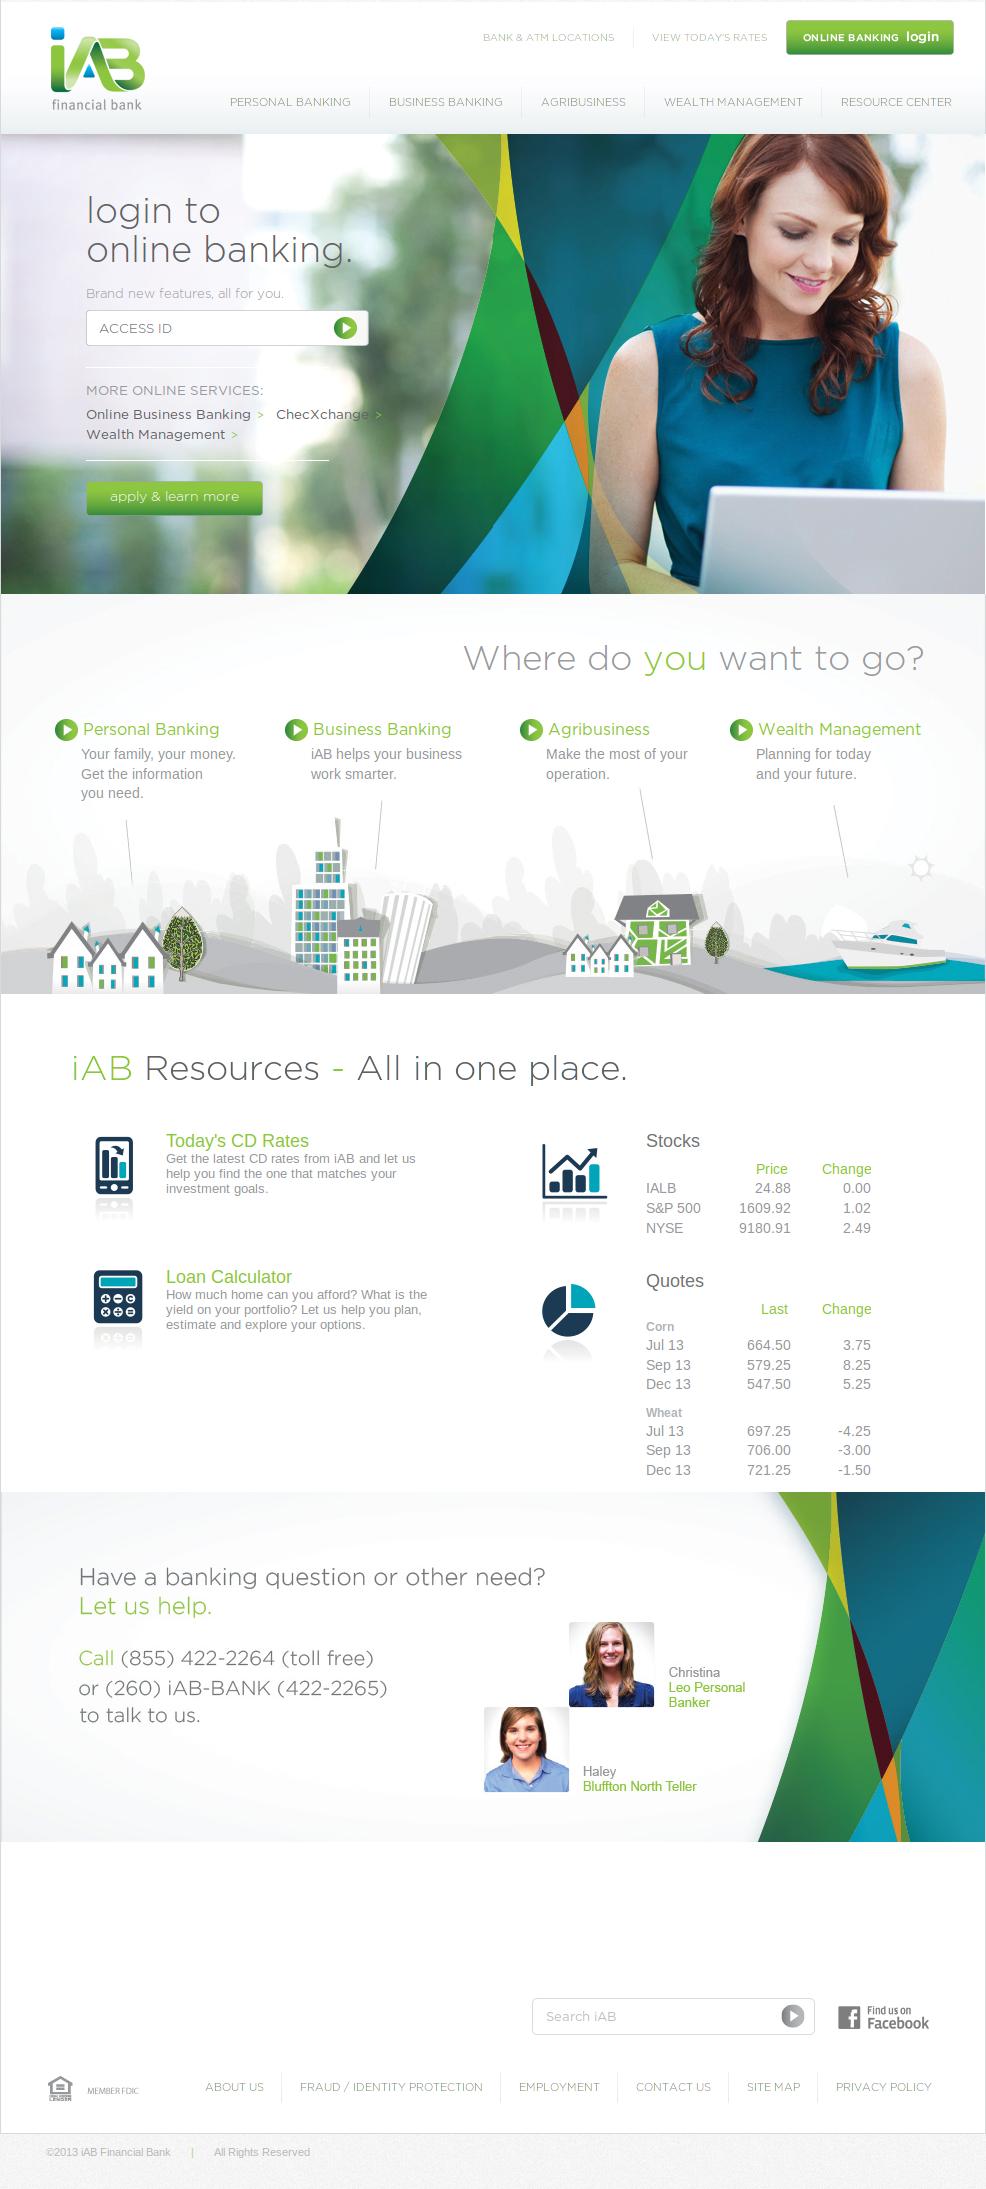 iAB
financial bank
BANK & ATM LOCATIONS
VIEW TODAY'S RATES
ONLINE BANKING login
PERSONAL BANKING
BUSINESS BANKING
AGRIBUSINESS
WEALTH MANAGEMENT
RESOURCE CENTER
login to
online banking.
Brand new features, all for you.
ACCESS ID
MORE ONLINE SERVICES:
Online Business Banking > ChecXchange >
Wealth Management >
apply & learn more
Where do you want to go?
Personal Banking
Your family, your money.
Get the information
you need.
Business Banking
iAB helps your business
work smarter.
Agribusiness
Make the most of your
operation.
Wealth Management
Planning for today
and your future.
iAB Resources - All in one place.
Today's CD Rates
Get the latest CD rates from iAB and let us
help you find the one that matches your
investment goals.
Loan Calculator
How much home can you afford? What is the
yield on your portfolio? Let us help you plan,
estimate and explore your options.
Stocks
Price Change
IALB 24.88 0.00
S&P 500 1609.92 1.02
NYSE 9180.91 2.49
Quotes
Last Change
Corn
Jul 13 664.50 3.75
Sep 13 579.25 8.25
Dec 13 547.50 5.25
Wheat
Jul 13 697.25 -4.25
Sep 13 706.00 -3.00
Dec 13 721.25 -1.50
Have a banking question or other need?
Let us help.
Call (855) 422-2264 (toll free)
or (260) iAB-BANK (422-2265)
to talk to us.
Christina
Leo Personal
Banker
Haley
Bluffton North Teller
Search iAB
Find us on
Facebook
LENDER
MEMBER FDIC
ABOUT US
FRAUD / IDENTITY PROTECTION
EMPLOYMENT
CONTACT US
SITE MAP
PRIVACY POLICY
©2013 iAB Financial Bank | All Rights Reserved